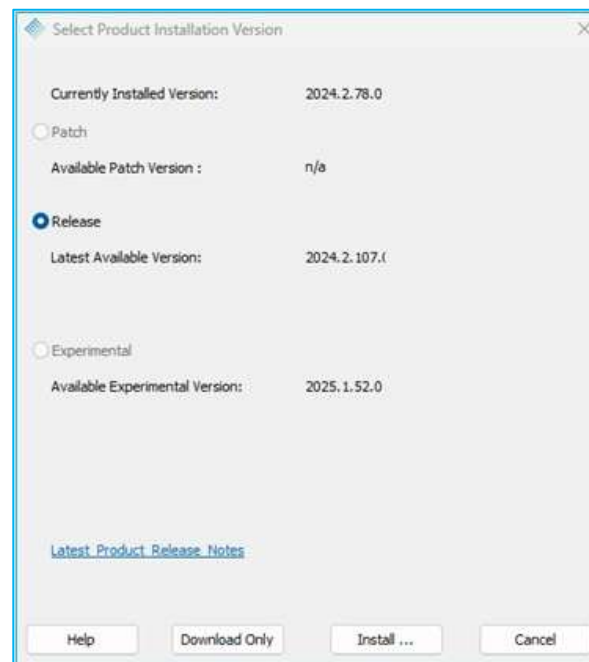 Select Product Installation Version
Currently Installed Version: 2024.2.78.0
Patch
Available Patch Version : n/a
Release
Latest Available Version: 2024.2.107.(
Experimental
Available Experimental Version: 2025.1.52.0
Latest Product Release Notes
Help Download Only Install ... Cancel